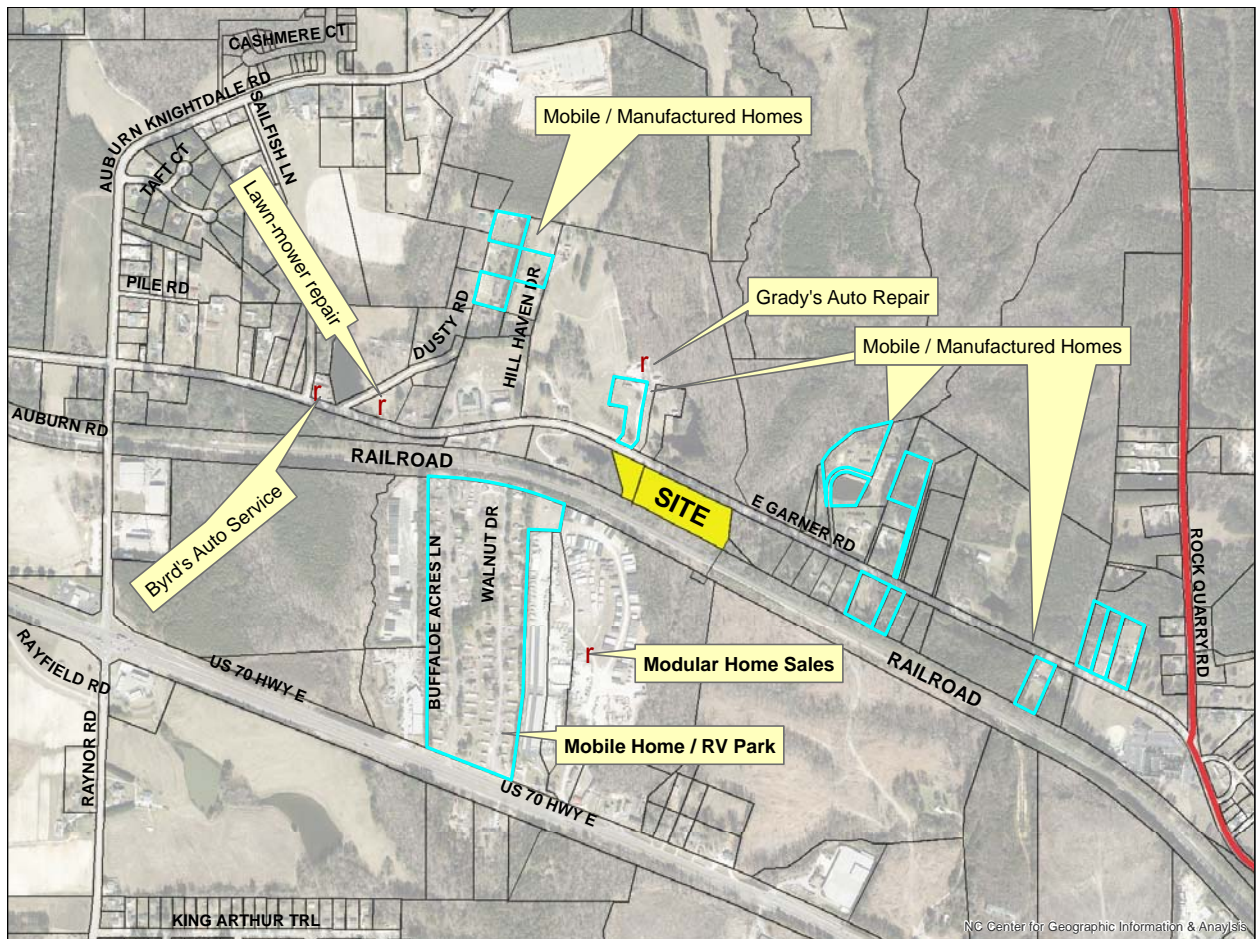 CASHMERE CT
AUBURN KNIGHTDALE RD
SAILFISH LN
TAFT CT
Mobile / Manufactured Homes
Lawn-mower repair
PILE RD
DUSTY RD
HILL HAVEN DR
Grady's Auto Repair
r
Mobile / Manufactured Homes
r
r
AUBURN RD
RAILROAD
SITE
E GARNER RD
Byrd's Auto Service
BUFFALOE ACRES LN
WALNUT DR
ROCK QUARRY RD
r
Modular Home Sales
RAILROAD
RAYFIELD RD
US 70 HWY E
RAYNOR RD
Mobile Home / RV Park
US 70 HWY E
KING ARTHUR TRL
NC Center for Geographic Information & Anaylsis